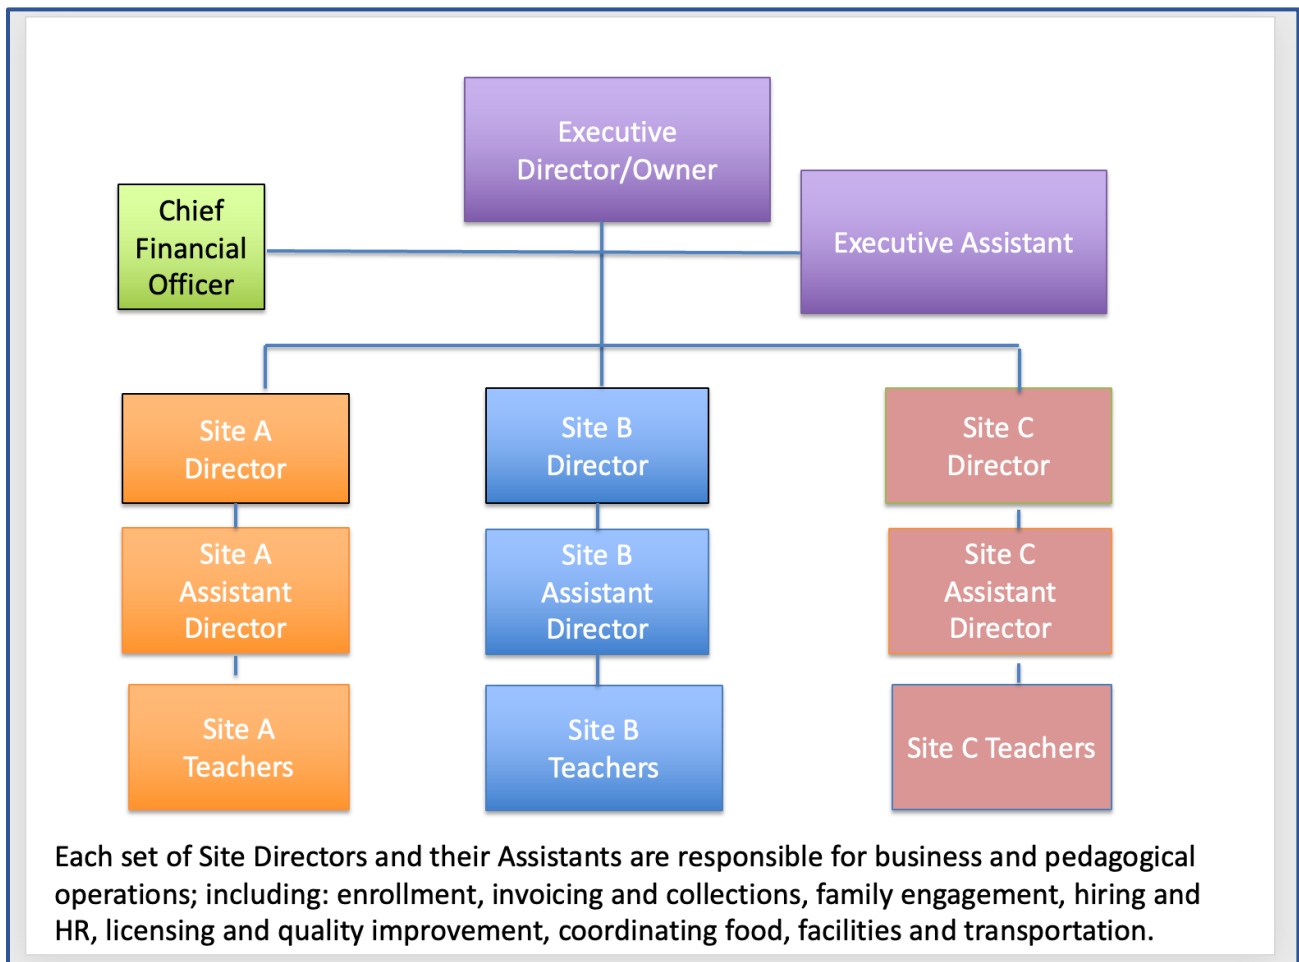 Executive
Director/Owner
Chief
Financial
Officer
Executive Assistant
Site A
Director
Site B
Director
Site C
Director
Site A
Assistant
Director
Site B
Assistant
Director
Site C
Assistant
Director
Site A
Teachers
Site B
Teachers
Site C Teachers
Each set of Site Directors and their Assistants are responsible for business and pedagogical
operations; including: enrollment, invoicing and collections, family engagement, hiring and
HR, licensing and quality improvement, coordinating food, facilities and transportation.